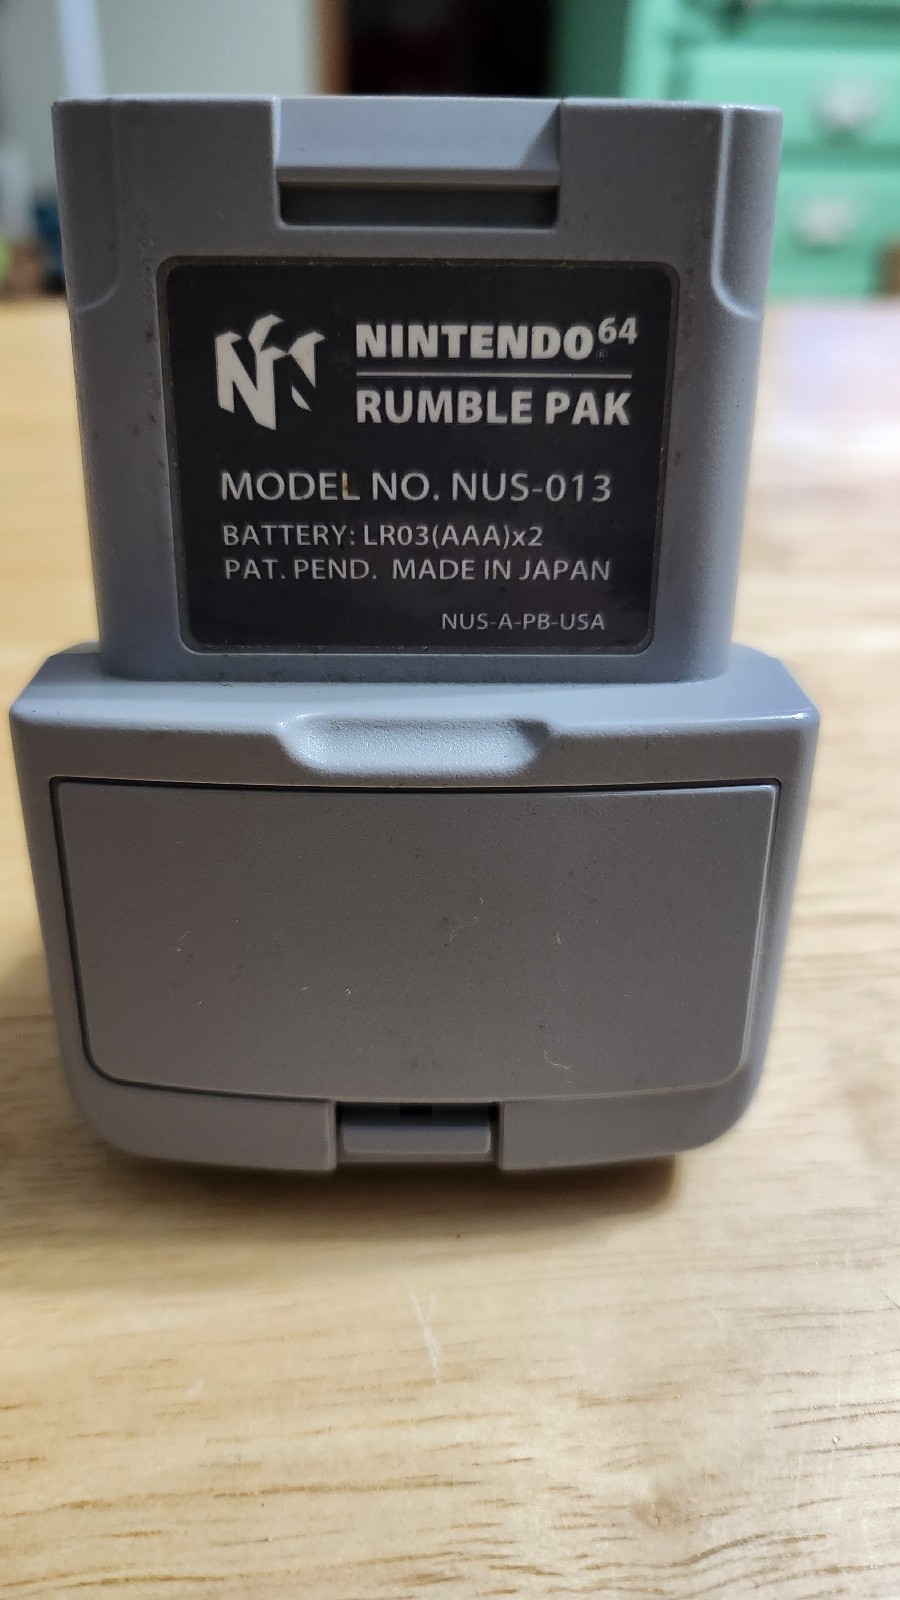 NINTENDO64®
RUMBLE PAK
MODEL NO. NUS-013
BATTERY: LR03(AAA)x2
PAT. PEND. MADE IN JAPAN
NUS-A-PB-USA